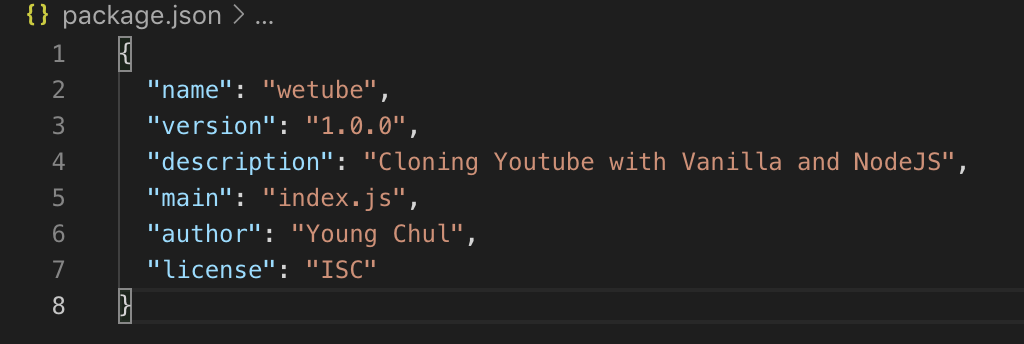 {} package.json > ...
1 {
2 "name": "wetube",
3 "version": "1.0.0",
4 "description": "Cloning Youtube with Vanilla and NodeJS",
5 "main": "index.js",
6 "author": "Young Chul",
7 "license": "ISC"
8 }